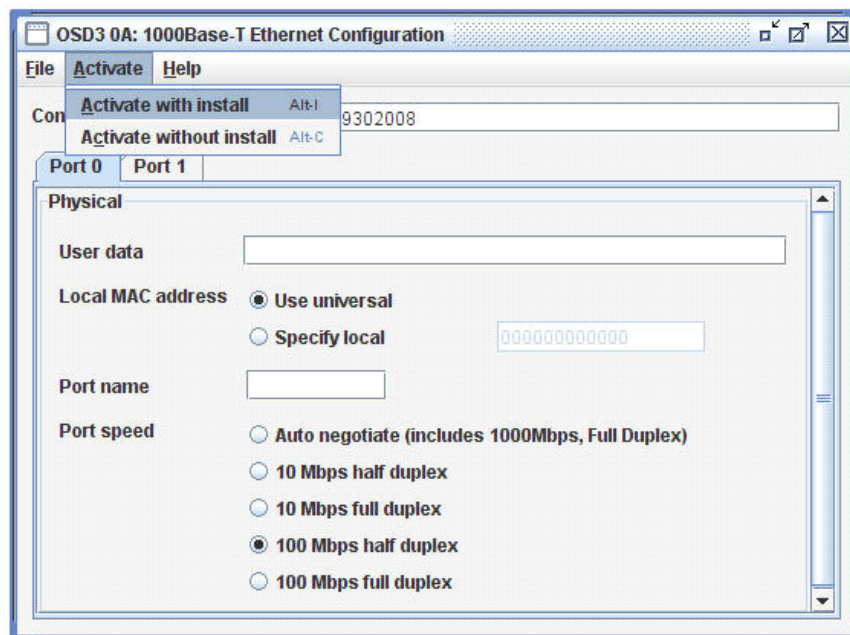 OSD3 0A: 1000Base-T Ethernet Configuration
File Activate Help
Activate with install Alt-I
Con 9302008
Activate without install Alt-C
Port 0 Port 1
Physical
User data
Local MAC address Use universal
Specify local 000000000000
Port name
Port speed Auto negotiate (includes 1000Mbps, Full Duplex)
10 Mbps half duplex
10 Mbps full duplex
100 Mbps half duplex
100 Mbps full duplex